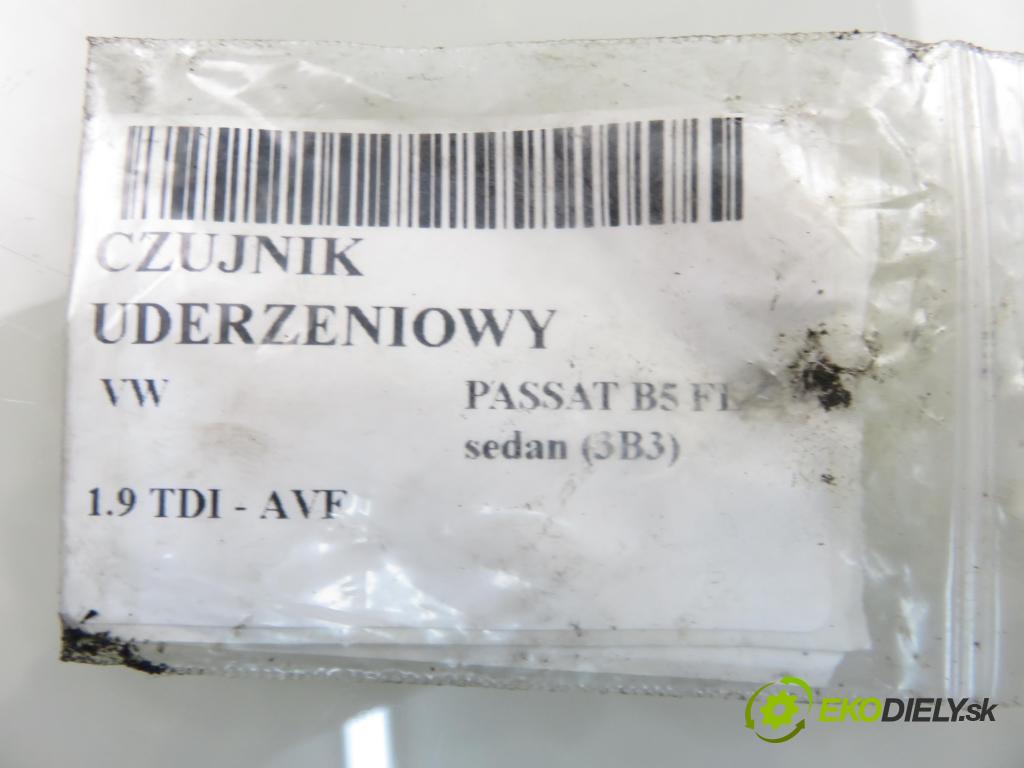 CZUJNIK
UDERZENIOWY
VW PASSAT B5 FL
sedan (3B3)
1.9 TDI - AVF
EKODIELY.sk